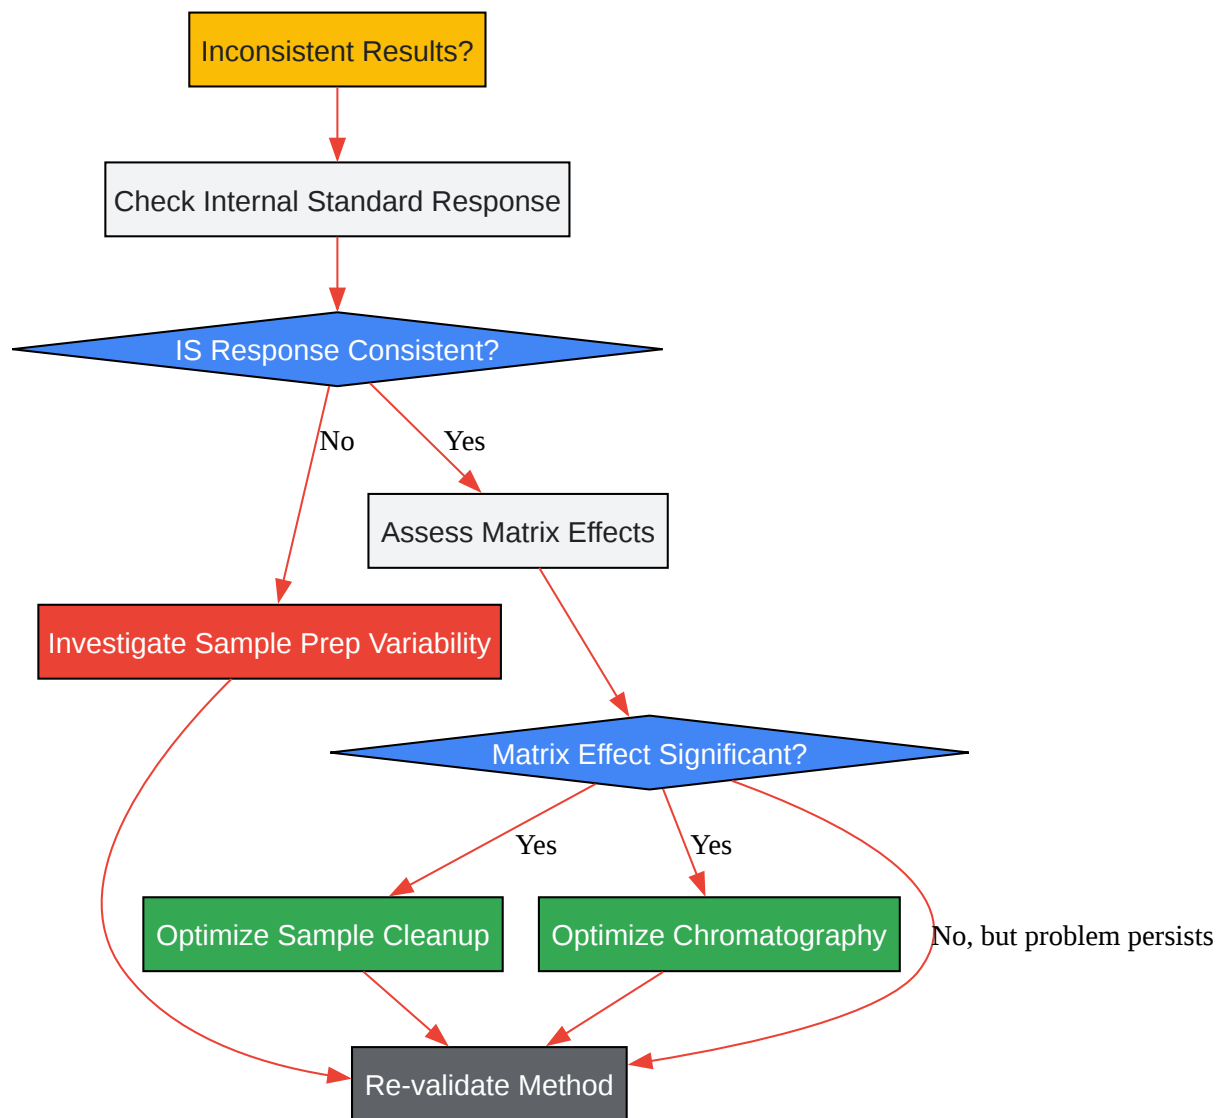 Inconsistent Results?
Check Internal Standard Response
IS Response Consistent?
No
Yes
Assess Matrix Effects
Investigate Sample Prep Variability
Matrix Effect Significant?
Yes
Yes
Optimize Sample Cleanup
Optimize Chromatography
No, but problem persists
Re-validate Method